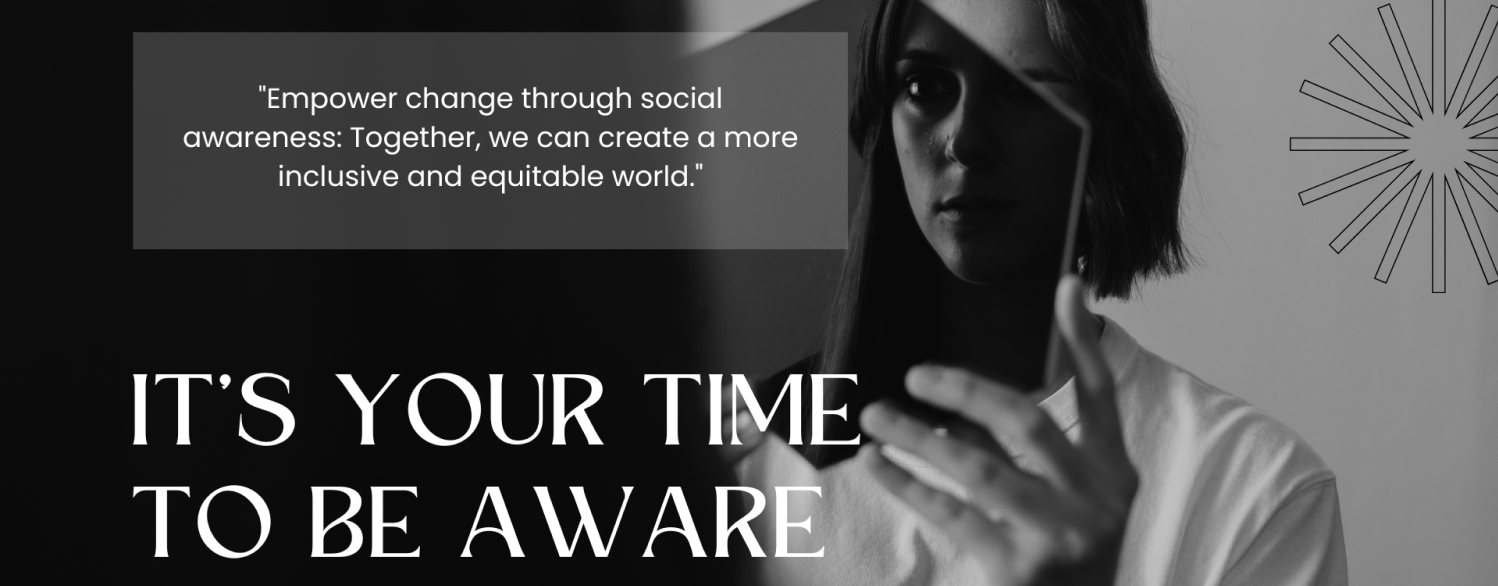 "Empower change through social
awareness: Together, we can create a more
inclusive and equitable world."
IT'S YOUR TIME
TO BE AWARE